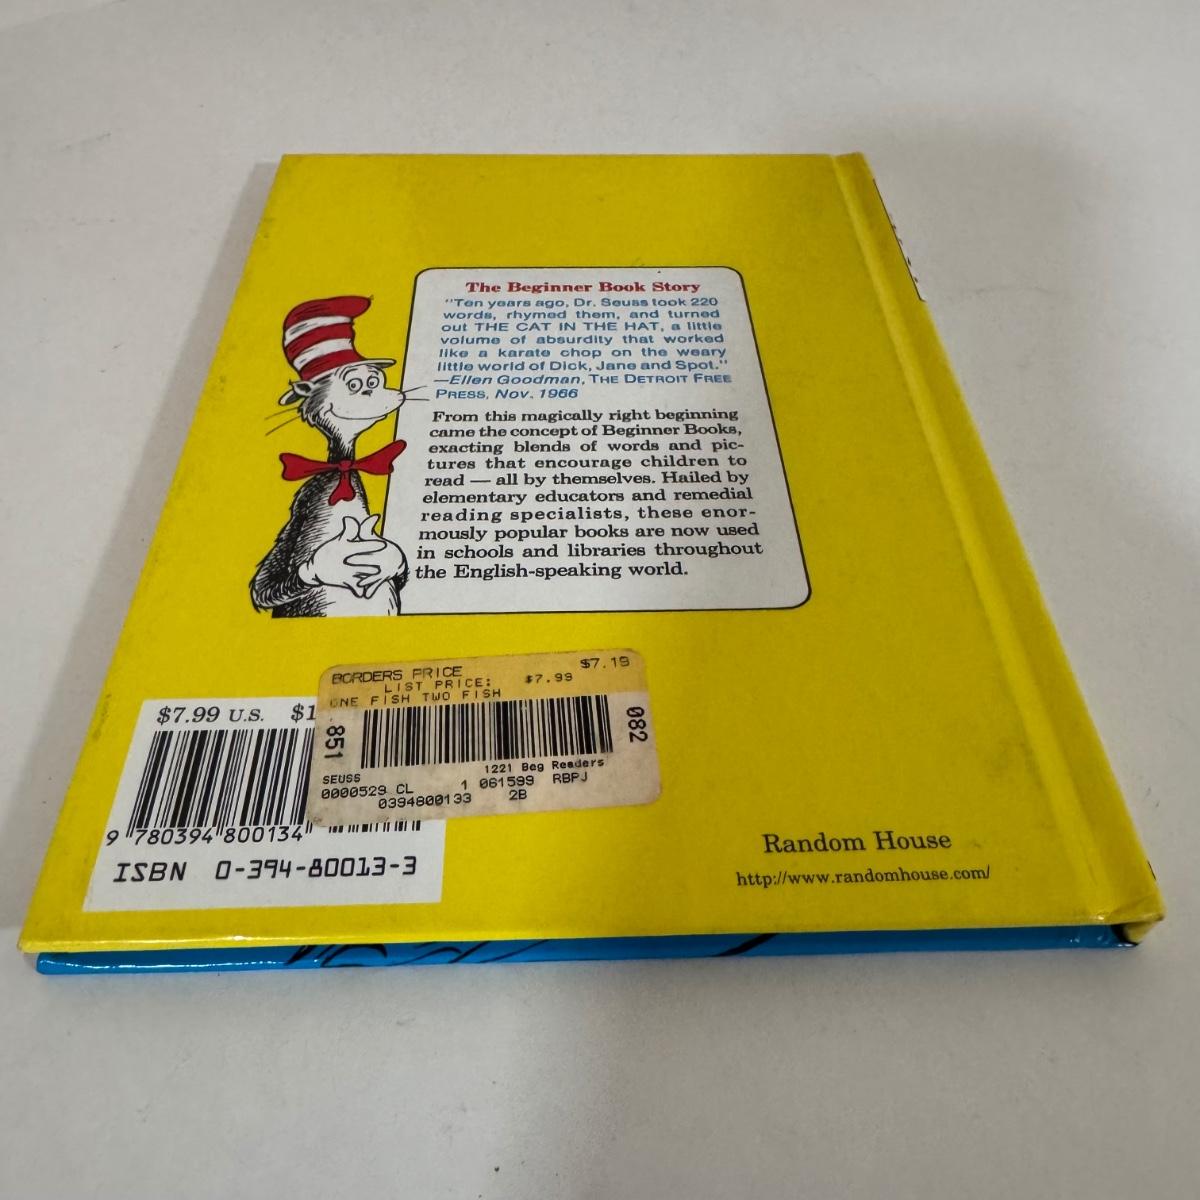 The Beginner Book Story
"Ten years ago, Dr. Seuss took 220
words, rhymed them, and turned
out THE CAT IN THE HAT, a little
volume of absurdity that worked
like a karate chop on the weary
little world of Dick, Jane and Spot."
—Ellen Goodman, THE DETROIT FREE
PRESS, Nov. 1966
From this magically right beginning
came the concept of Beginner Books,
exacting blends of words and pic-
tures that encourage children to
read — all by themselves. Hailed by
elementary educators and remedial
reading specialists, these enor-
mously popular books are now used
in schools and libraries throughout
the English-speaking world.
BORDERS PRICE $7.19
LIST PRICE: $7.99
ONE FISH TWO FISH
851
082
SEUSS 1221 Beg Readers
0000529 CL 1 061599 RBPJ
0394800133 2B
$7.99 U.S. $1
9 780394 800134
ISBN 0-394-80013-3
Random House
http://www.randomhouse.com/